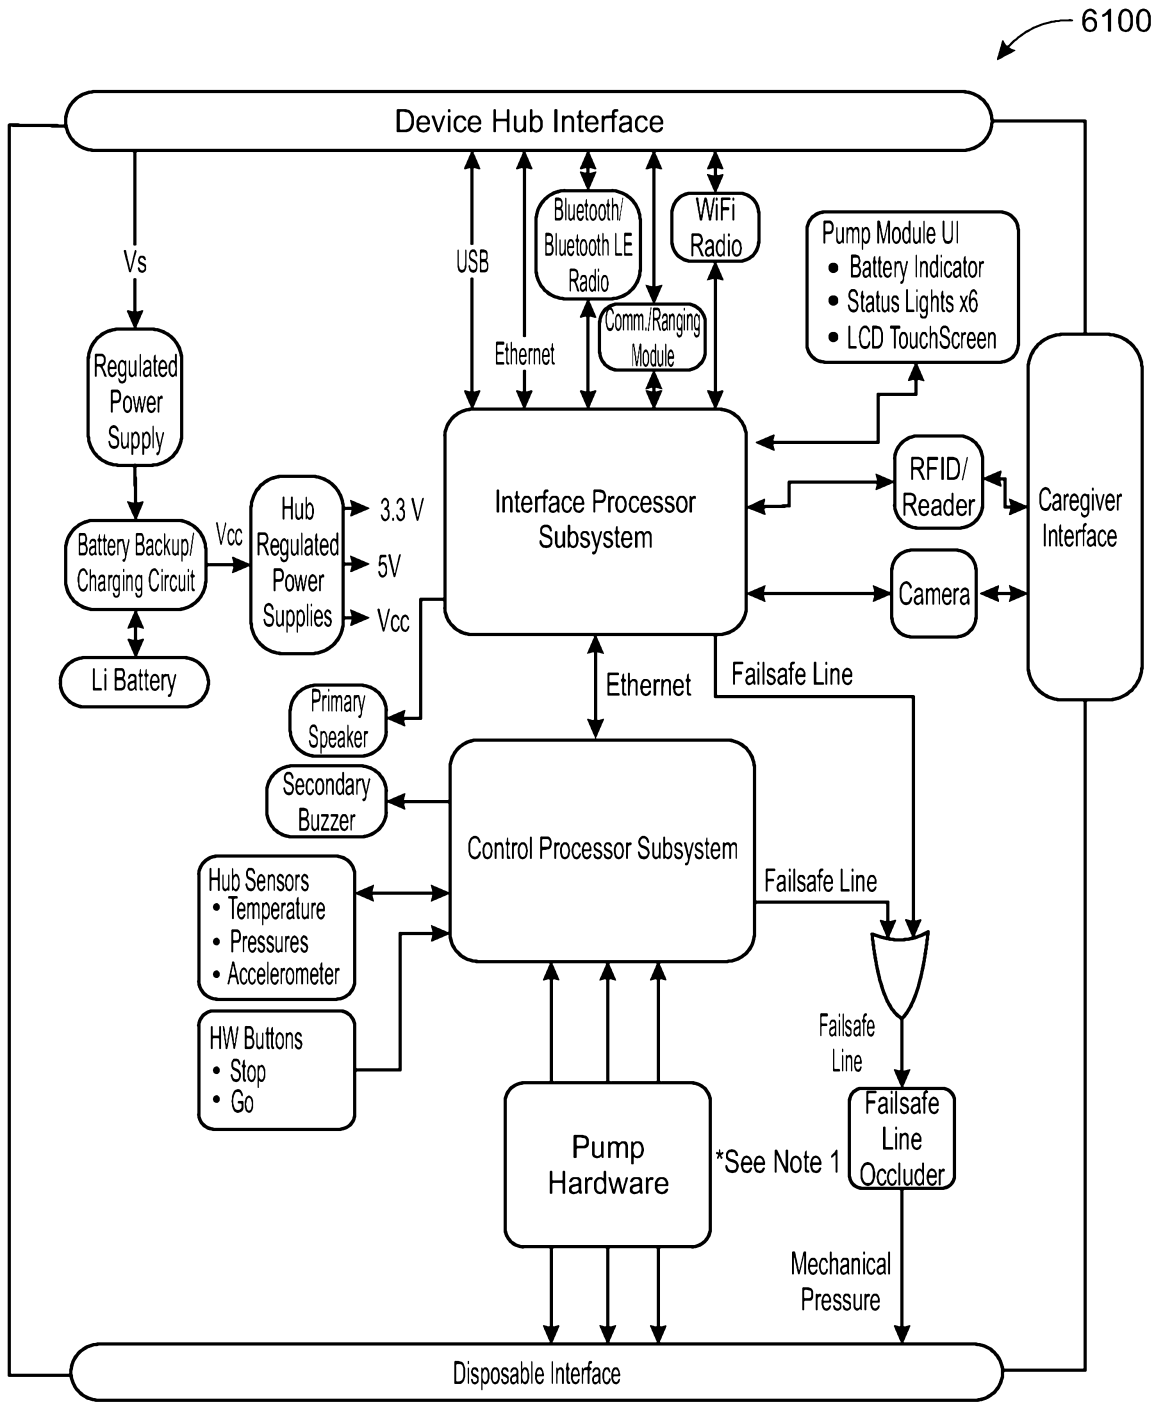 6100
Device Hub Interface
Vs
USB
Ethernet
Bluetooth/
Bluetooth LE
Radio
Comm./Ranging
Module
WiFi
Radio
Pump Module UI
• Battery Indicator
• Status Lights x6
• LCD TouchScreen
Regulated
Power
Supply
Battery Backup/
Charging Circuit
Vcc
Hub
Regulated
Power
Supplies
3.3 V
5V
Vcc
Li Battery
Interface Processor
Subsystem
RFID/
Reader
Camera
Caregiver
Interface
Primary
Speaker
Ethernet
Failsafe Line
Secondary
Buzzer
Control Processor Subsystem
Failsafe Line
Hub Sensors
• Temperature
• Pressures
• Accelerometer
HW Buttons
• Stop
• Go
Failsafe
Line
Pump
Hardware
*See Note 1
Failsafe
Line
Occluder
Mechanical
Pressure
Disposable Interface